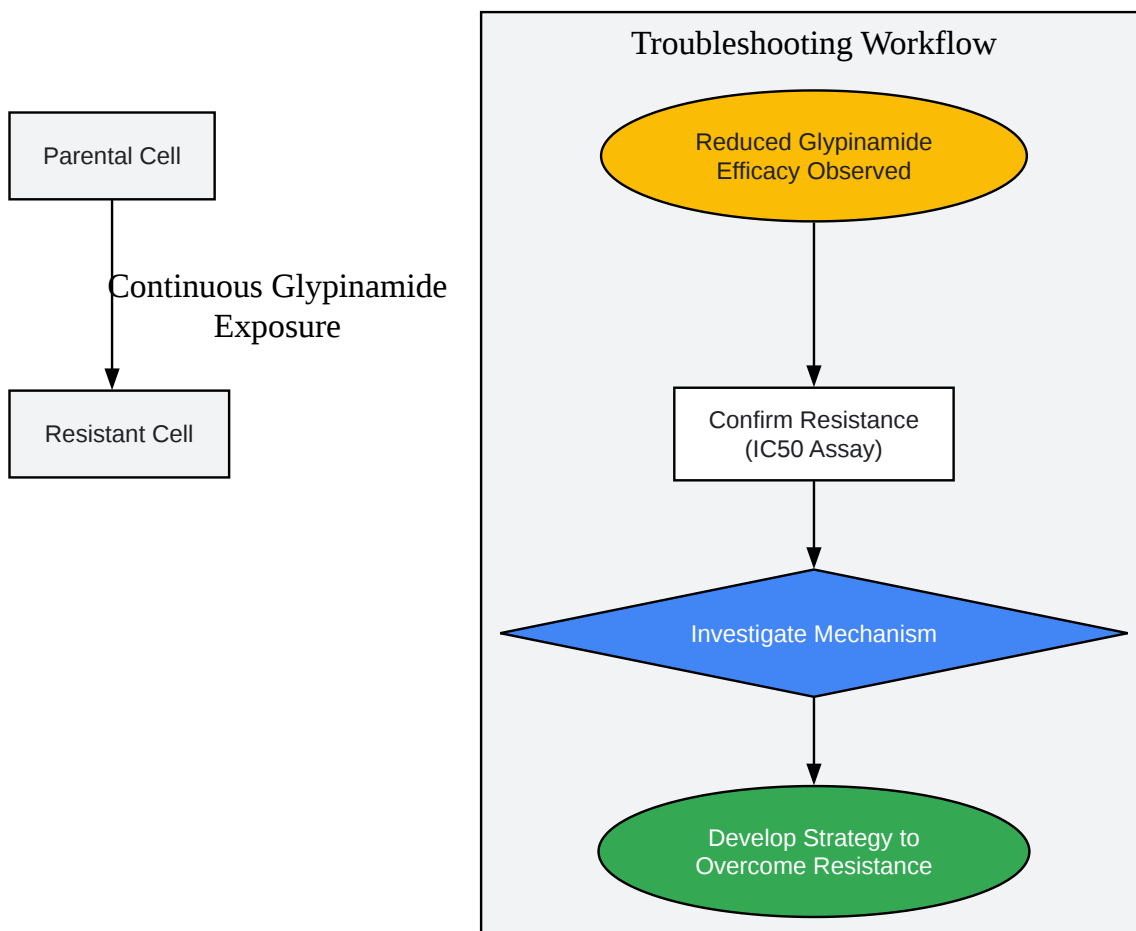 Parental Cell
Continuous Glypinamide
Exposure
Resistant Cell
Troubleshooting Workflow
Reduced Glypinamide
Efficacy Observed
Confirm Resistance
(IC50 Assay)
Investigate Mechanism
Develop Strategy to
Overcome Resistance